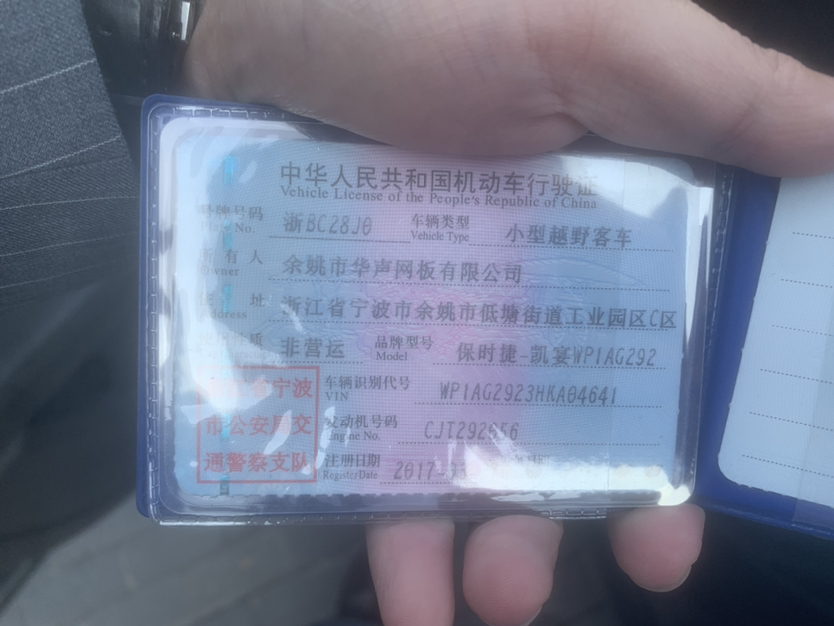 中华人民共和国机动车行驶证
Vehicle License of the People's Republic of China
号牌号码 浙BC28J0 车辆类型 小型越野客车
Plate No. Vehicle Type
所有人 余姚市华声网板有限公司
Owner
住址 浙江省宁波市余姚市低塘街道工业园区C区
Address
性质 非营运 品牌型号 保时捷-凯宴WP1AG292
Model
车辆识别代号 WP1AG2923HKA04641
VIN
发动机号码 CJT292956
Engine No.
注册日期 2017-
Register Date
省宁波
市公安局交
通警察支队